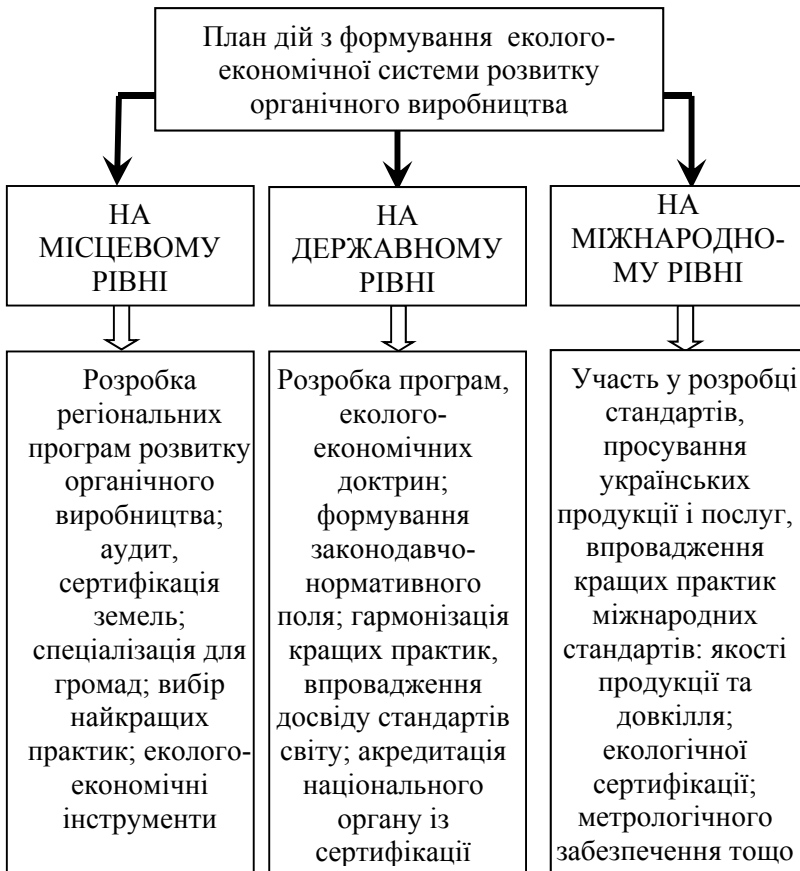 План дій з формування еколого-
економічної системи розвитку
органічного виробництва
НА
МІСЦЕВОМУ
РІВНІ
НА
ДЕРЖАВНОМУ
РІВНІ
НА
МІЖНАРОДНО-
МУ РІВНІ
Розробка
регіональних
програм розвитку
органічного
виробництва;
аудит,
сертифікація
земель;
спеціалізація для
громад; вибір
найкращих
практик; еколого-
економічні
інструменти
Розробка програм,
еколого-
економічних
доктрин;
формування
законодавчо-
нормативного
поля; гармонізація
кращих практик,
впровадження
досвіду стандартів
світу; акредитація
національного
органу із
сертифікації
Участь у розробці
стандартів,
просування
українських
продукції і послуг,
впровадження
кращих практик
міжнародних
стандартів: якості
продукції та
довкілля;
екологічної
сертифікації;
метрологічного
забезпечення тощо